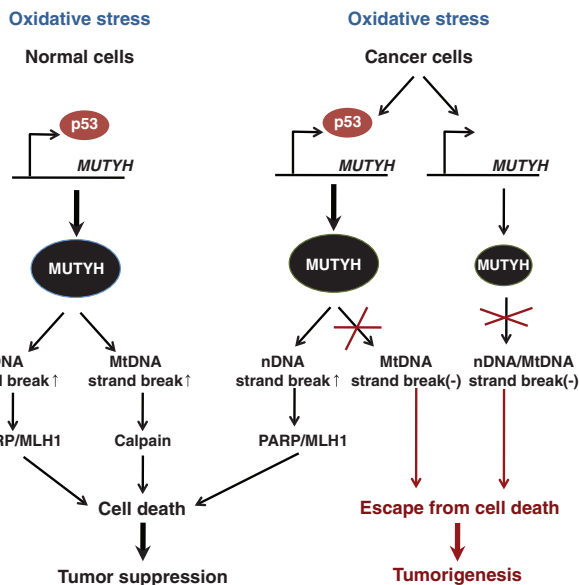 Oxidative stress
Oxidative stress
Normal cells
Cancer cells
p53
p53
MUTYH
MUTYH
MUTYH
MUTYH
MUTYH
MUTYH
MtDNA
strand break↑
nDNA
strand break↑
MtDNA
strand break(-)
nDNA/MtDNA
strand break(-)
Calpain
PARP/MLH1
Cell death
Escape from cell death
Tumor suppression
Tumorigenesis